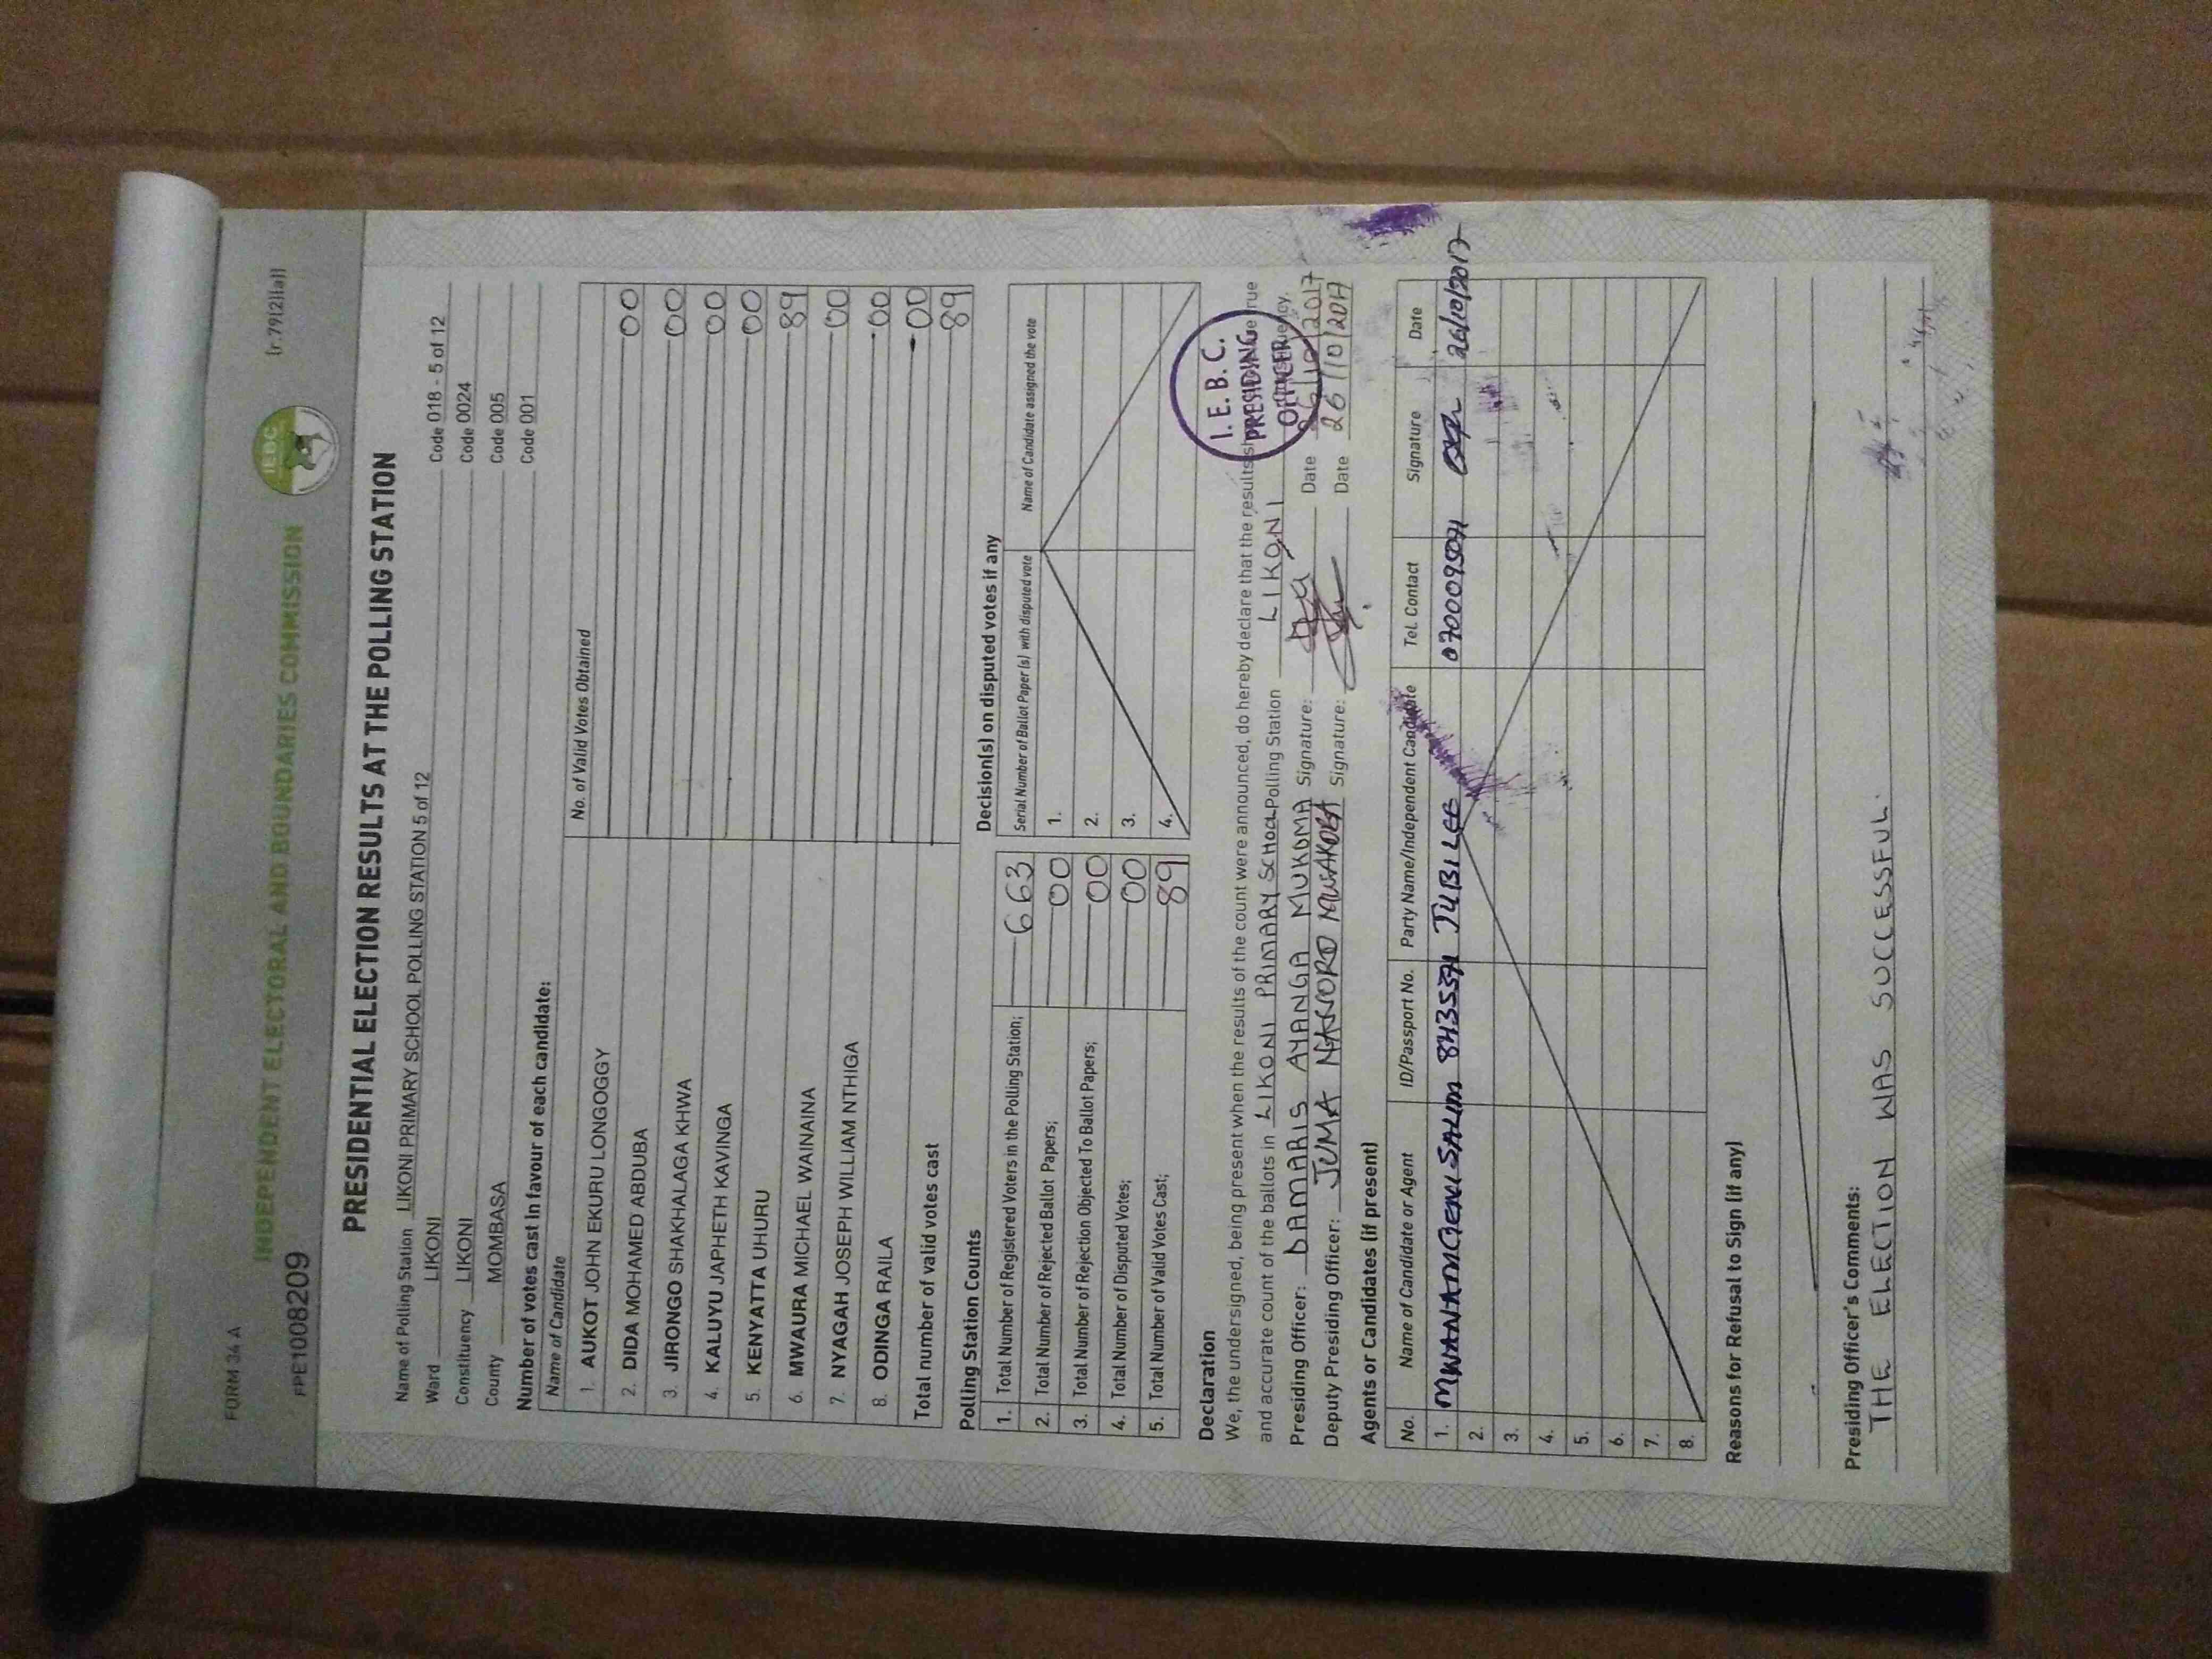 FORM 34 A
(r.79(2)(a))
INDEPENDENT ELECTORAL AND BOUNDARIES COMMISSION
IEBC
FPE1008209
PRESIDENTIAL ELECTION RESULTS AT THE POLLING STATION
Name of Polling Station LIKONI PRIMARY SCHOOL POLLING STATION 5 of 12 Code 018 - 5 of 12
Ward LIKONI Code 0024
Constituency LIKONI Code 005
County MOMBASA Code 001
Number of votes cast in favour of each candidate:
Name of Candidate No. of Valid Votes Obtained
1. AUKOT JOHN EKURU LONGOGGY 00
2. DIDA MOHAMED ABDUBA 00
3. JIRONGO SHAKHALAGA KHWA 00
4. KALUYU JAPHETH KAVINGA 00
5. KENYATTA UHURU 89
6. MWAURA MICHAEL WAINAINA 00
7. NYAGAH JOSEPH WILLIAM NTHIGA 00
8. ODINGA RAILA 00
Total number of valid votes cast 89
Polling Station Counts
1. Total Number of Registered Voters in the Polling Station; 663
2. Total Number of Rejected Ballot Papers; 00
3. Total Number of Rejection Objected To Ballot Papers; 00
4. Total Number of Disputed Votes; 00
5. Total Number of Valid Votes Cast; 89
Decision(s) on disputed votes if any
Serial Number of Ballot Paper (s) with disputed vote Name of Candidate assigned the vote
1.
2.
3.
4.
Declaration
We, the undersigned, being present when the results of the count were announced, do hereby declare that the results true
and accurate count of the ballots in LIKONI PRIMARY SCHOOL Polling Station LIKONI
I.E.B.C.
PRESIDING
OFFICER
Presiding Officer: DAMARIS AYANGA MUKOMA Signature: Date 26/10/2017
Deputy Presiding Officer: JUMA Signature: Date 26/10/2017
Agents or Candidates (if present)
No. Name of Candidate or Agent ID/Passport No. Party Name/Independent Candidate Tel. Contact Signature Date
1. SALIM JUBILEE 26/10/2017
2.
3.
4.
5.
6.
7.
8.
Reasons for Refusal to Sign (if any)
Presiding Officer's Comments:
THE ELECTION WAS SUCCESSFUL.